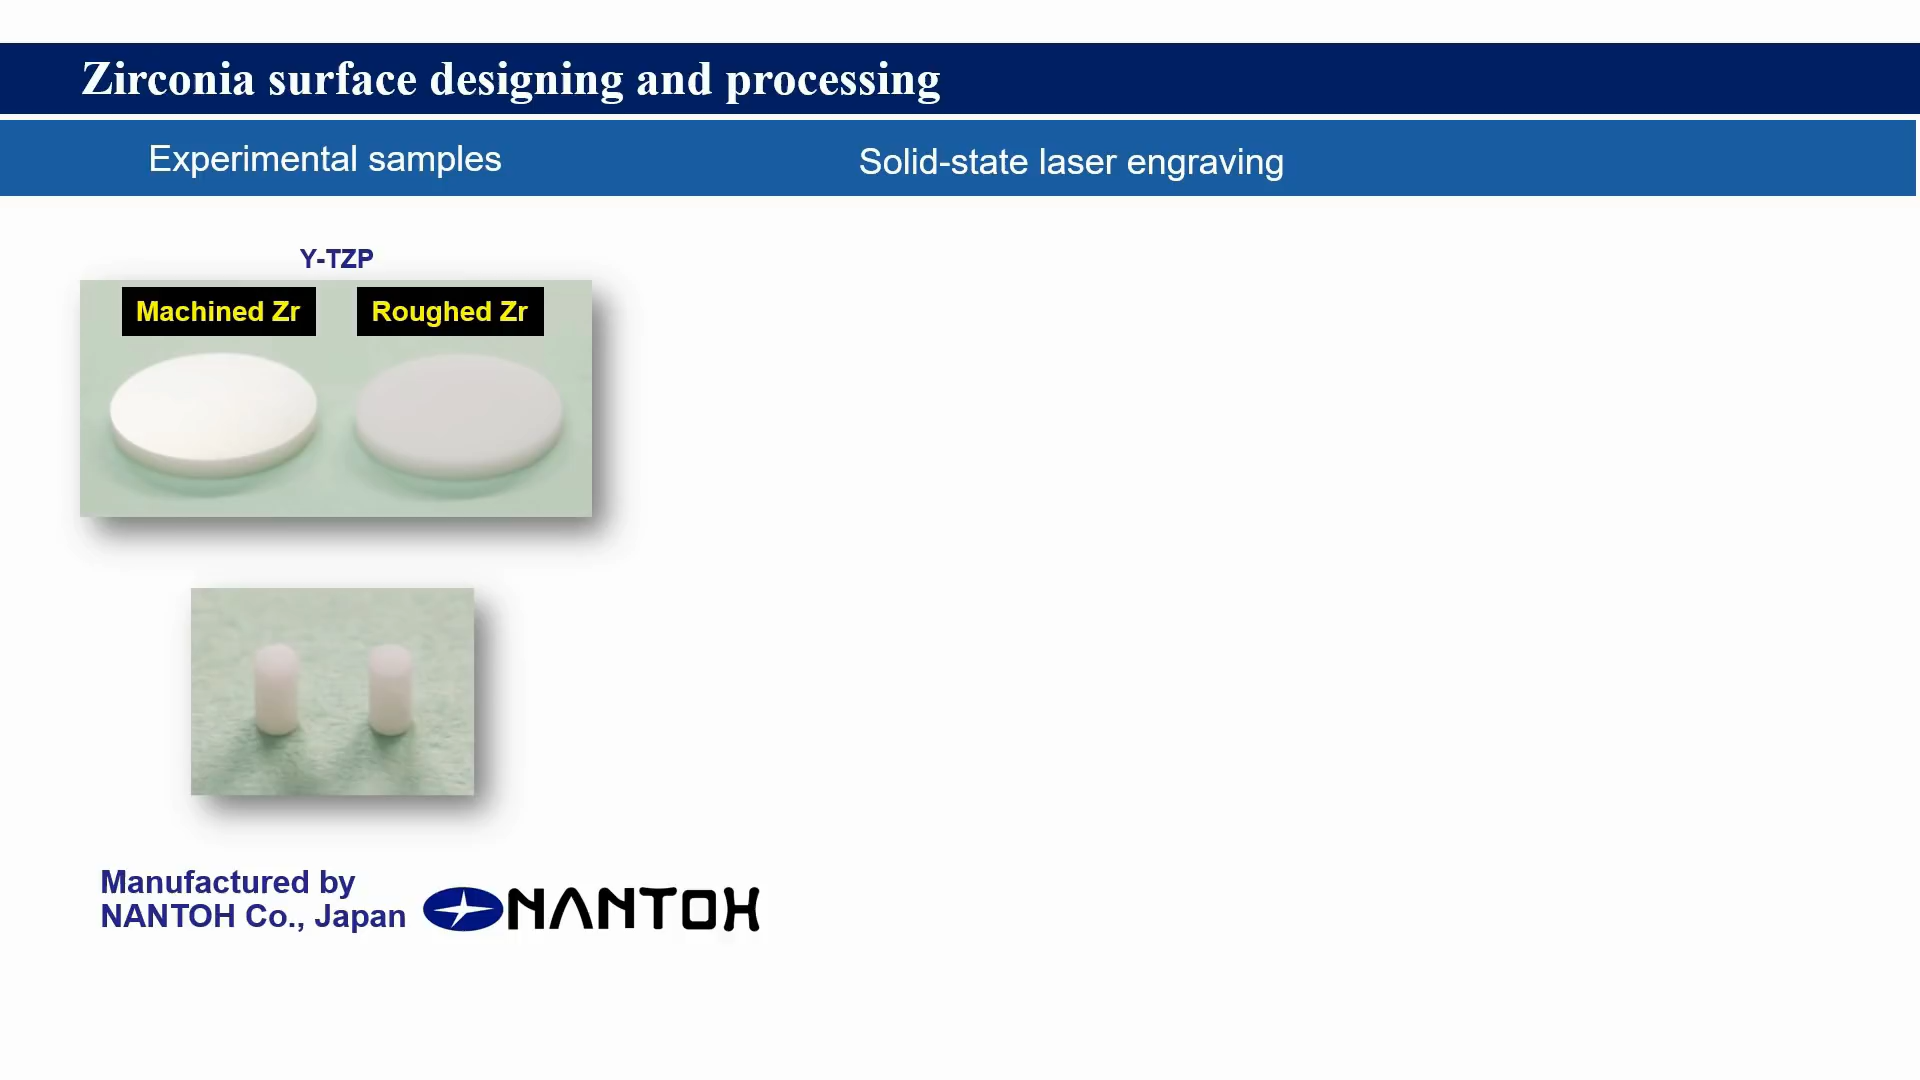 Zirconia surface designing and processing
Experimental samples
Solid-state laser engraving
Y-TZP
Machined Zr
Roughed Zr
Manufactured by
NANTOH Co., Japan
NANTOH